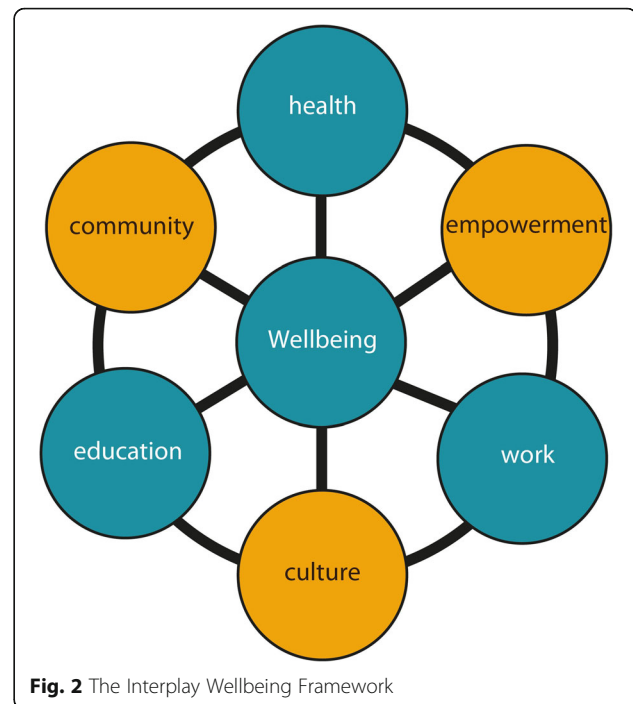 health
community
empowerment
Wellbeing
education
work
culture
Fig. 2 The Interplay Wellbeing Framework